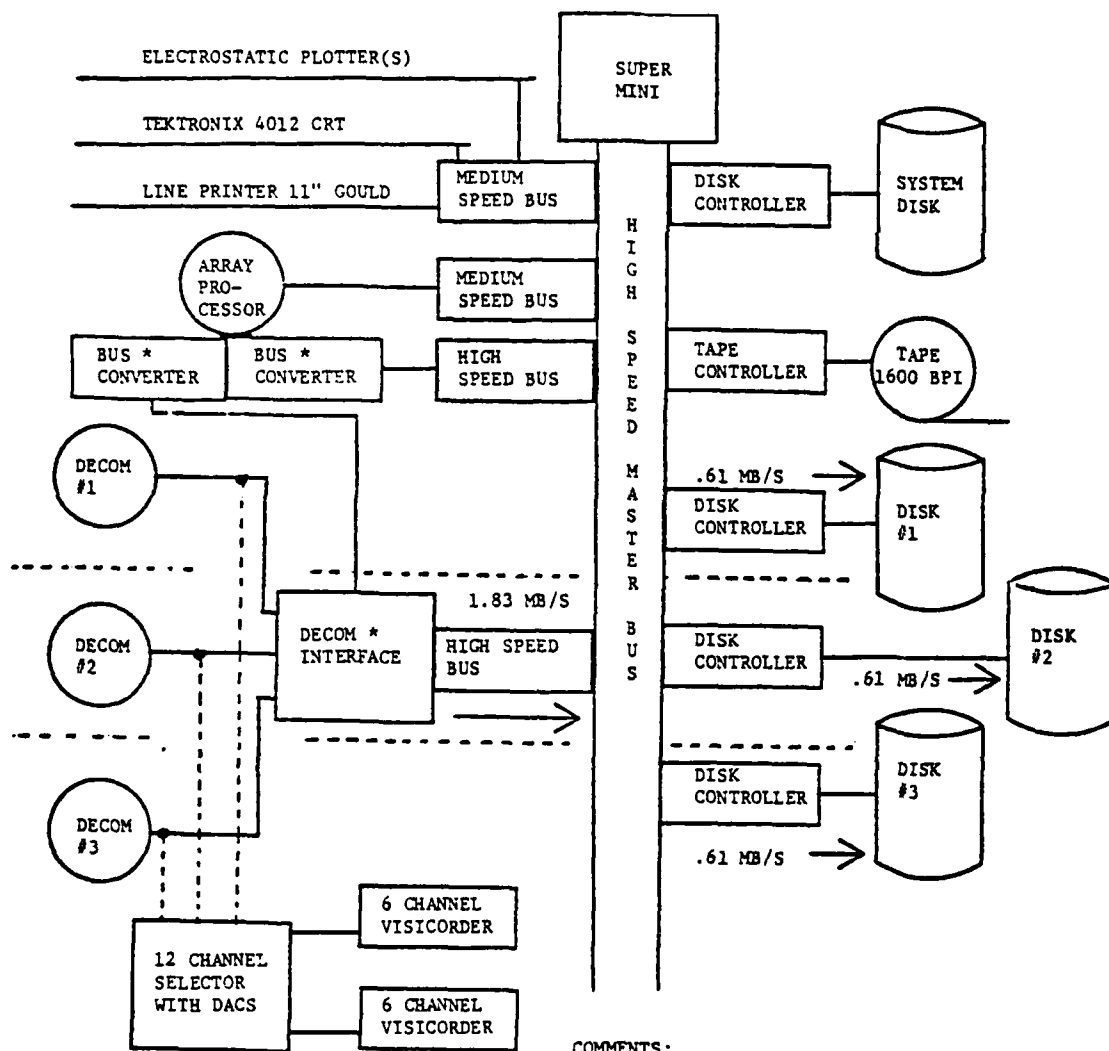 ELECTROSTATIC PLOTTER(S)
SUPER
MINI
TEKTRONIX 4012 CRT
LINE PRINTER 11" GOULD
MEDIUM
SPEED BUS
DISK
CONTROLLER
SYSTEM
DISK
ARRAY
PRO-
CESSOR
MEDIUM
SPEED BUS
BUS *
CONVERTER
BUS *
CONVERTER
HIGH
SPEED BUS
TAPE
CONTROLLER
TAPE
1600 BPI
HIGH SPEED MASTER BUS
DECOM
#1
.61 MB/S
DISK
CONTROLLER
DISK
#1
1.83 MB/S
DECOM
#2
DECOM *
INTERFACE
HIGH SPEED
BUS
DISK
CONTROLLER
DISK
#2
.61 MB/S
DECOM
#3
DISK
CONTROLLER
DISK
#3
.61 MB/S
6 CHANNEL
VISICORDER
12 CHANNEL
SELECTOR
WITH DACS
6 CHANNEL
VISICORDER
COMMENTS: